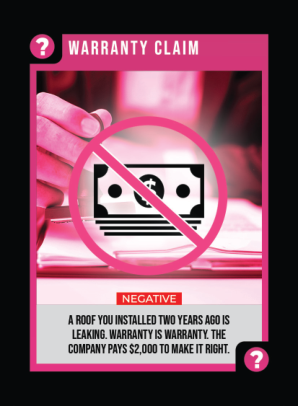 ?
WARRANTY CLAIM
$
NEGATIVE
A ROOF YOU INSTALLED TWO YEARS AGO IS
LEAKING. WARRANTY IS WARRANTY. THE
COMPANY PAYS $2,000 TO MAKE IT RIGHT.
?